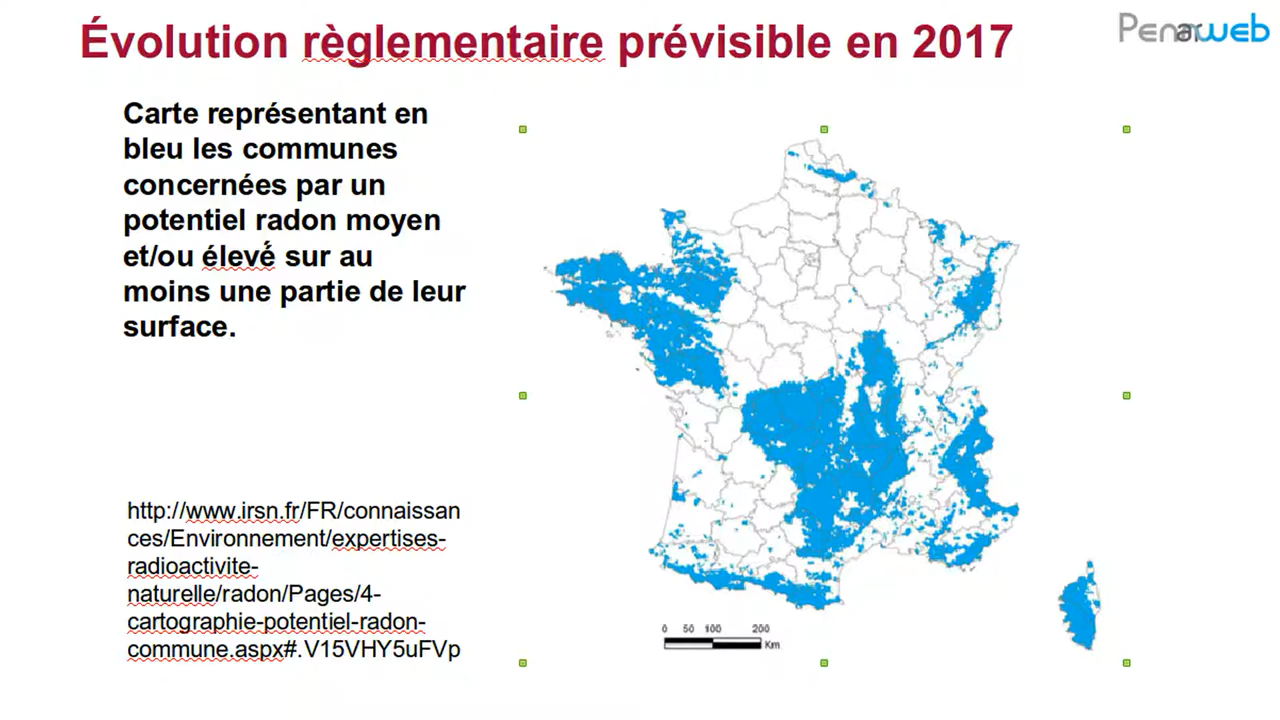 Évolution règlementaire prévisible en 2017
Penarweb
Carte représentant en
bleu les communes
concernées par un
potentiel radon moyen
et/ou élevé sur au
moins une partie de leur
surface.
http://www.irsn.fr/FR/connaissan
ces/Environnement/expertises-
radioactivite-
naturelle/radon/Pages/4-
cartographie-potentiel-radon-
commune.aspx#.V15VHY5uFVp
0 50 100 200
Km